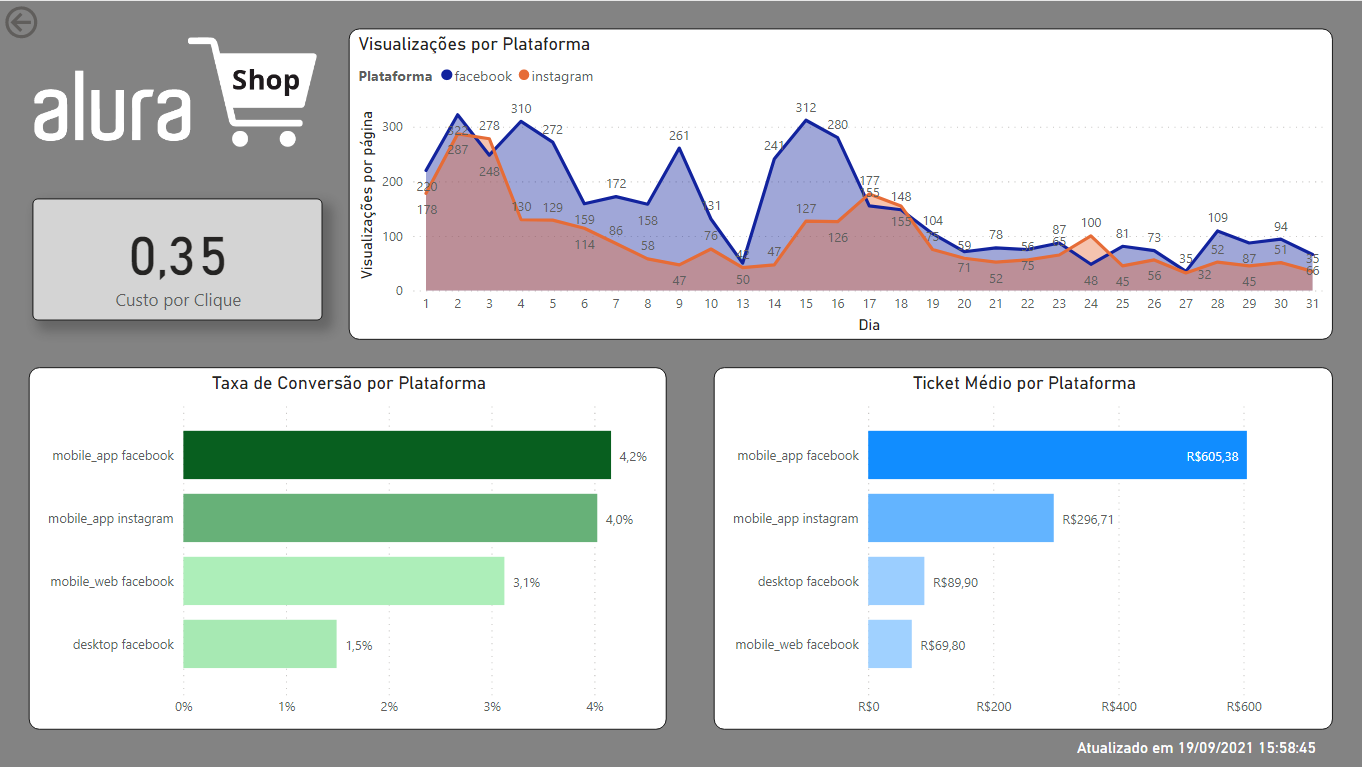 alura Shop
Visualizações por Plataforma
Plataforma facebook instagram
Visualizações por página
300
200
100
0
220 322 248 310 272 159 172 158 261 131 50 241 312 280 155 148 104 71 78 75 87 48 81 73 35 109 87 94 66
178 287 278 130 129 114 86 58 47 76 42 47 127 126 177 155 75 59 52 56 65 100 45 56 32 52 45 51 35
1 2 3 4 5 6 7 8 9 10 13 14 15 16 17 18 19 20 21 22 23 24 25 26 27 28 29 30 31
Dia
0,35
Custo por Clique
Taxa de Conversão por Plataforma
mobile_app facebook 4,2%
mobile_app instagram 4,0%
mobile_web facebook 3,1%
desktop facebook 1,5%
0% 1% 2% 3% 4%
Ticket Médio por Plataforma
mobile_app facebook R$605,38
mobile_app instagram R$296,71
desktop facebook R$89,90
mobile_web facebook R$69,80
R$0 R$200 R$400 R$600
Atualizado em 19/09/2021 15:58:45